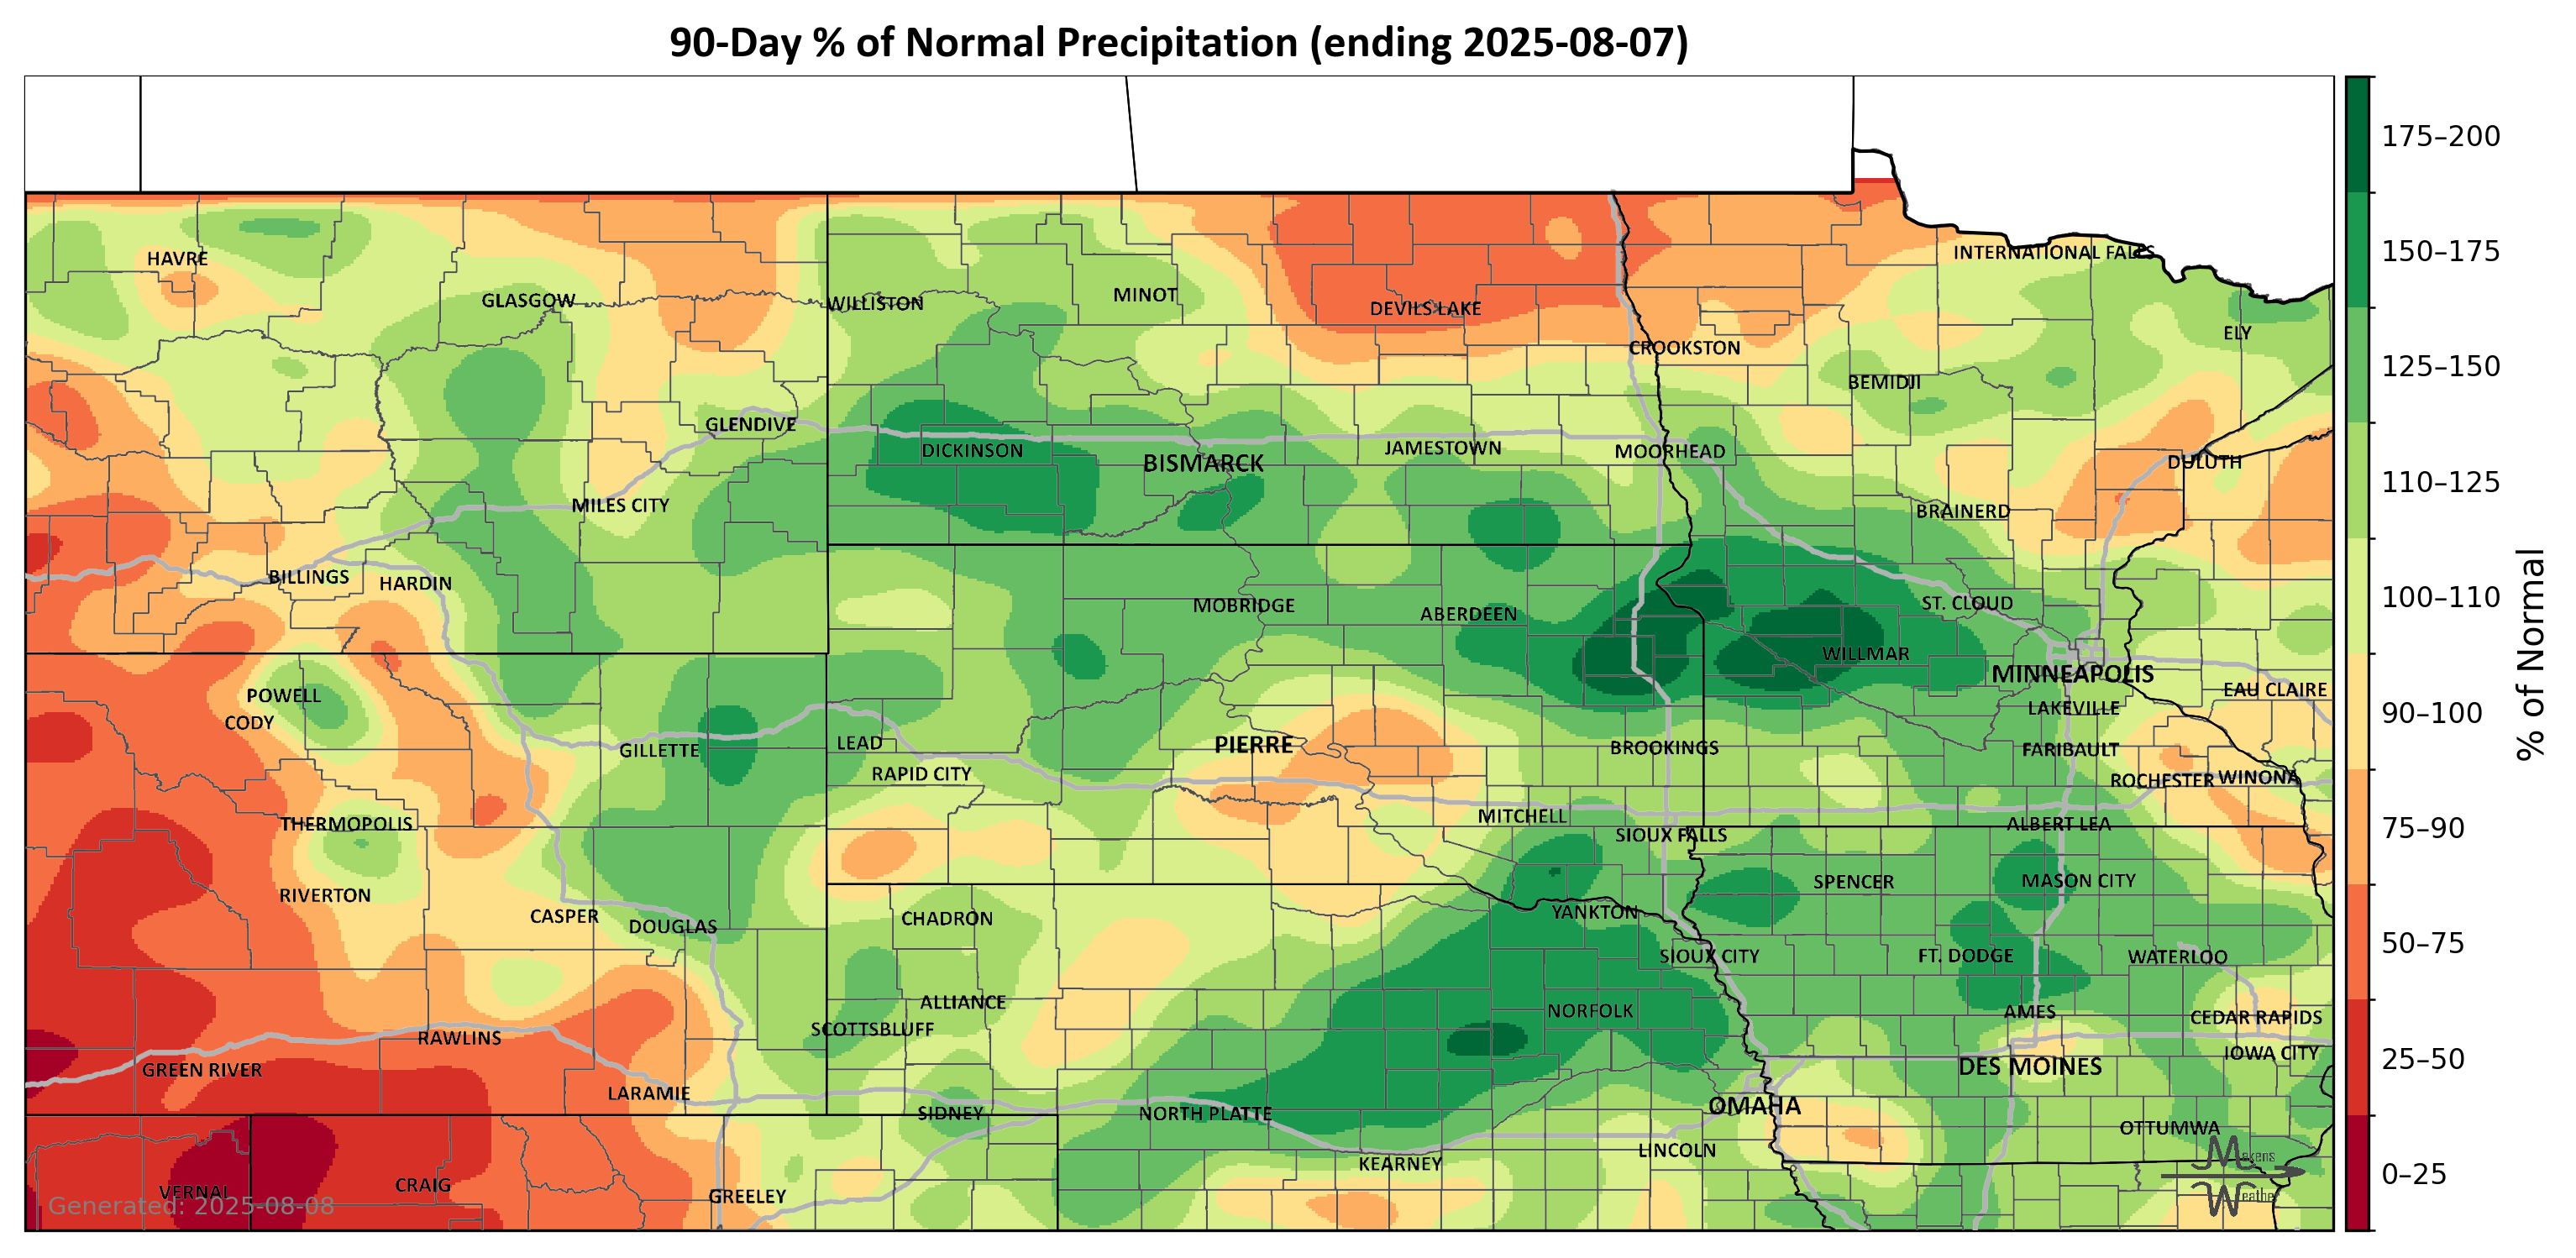 90-Day % of Normal Precipitation (ending 2025-08-07)
175–200
INTERNATIONAL FALLS
150–175
HAVRE
GLASGOW
WILLISTON
MINOT
DEVILS LAKE
ELY
CROOKSTON
125–150
BEMIDJI
GLENDIVE
DICKINSON
BISMARCK
JAMESTOWN
MOORHEAD
DULUTH
110–125
MILES CITY
BRAINERD
BILLINGS
HARDIN
MOBRIDGE
ABERDEEN
ST. CLOUD
100–110
WILLMAR
MINNEAPOLIS
POWELL
EAU CLAIRE
CODY
LAKEVILLE
90–100
% of Normal
GILLETTE
LEAD
PIERRE
BROOKINGS
FARIBAULT
RAPID CITY
ROCHESTER
WINONA
THERMOPOLIS
MITCHELL
SIOUX FALLS
ALBERT LEA
75–90
RIVERTON
SPENCER
MASON CITY
CASPER
DOUGLAS
CHADRON
YANKTON
SIOUX CITY
FT. DODGE
WATERLOO
50–75
ALLIANCE
NORFOLK
AMES
CEDAR RAPIDS
RAWLINS
SCOTTSBLUFF
IOWA CITY
GREEN RIVER
DES MOINES
25–50
LARAMIE
SIDNEY
NORTH PLATTE
OMAHA
OTTUMWA
LINCOLN
KEARNEY
Makens
Weather
VERNAL
CRAIG
GREELEY
0–25
Generated: 2025-08-08